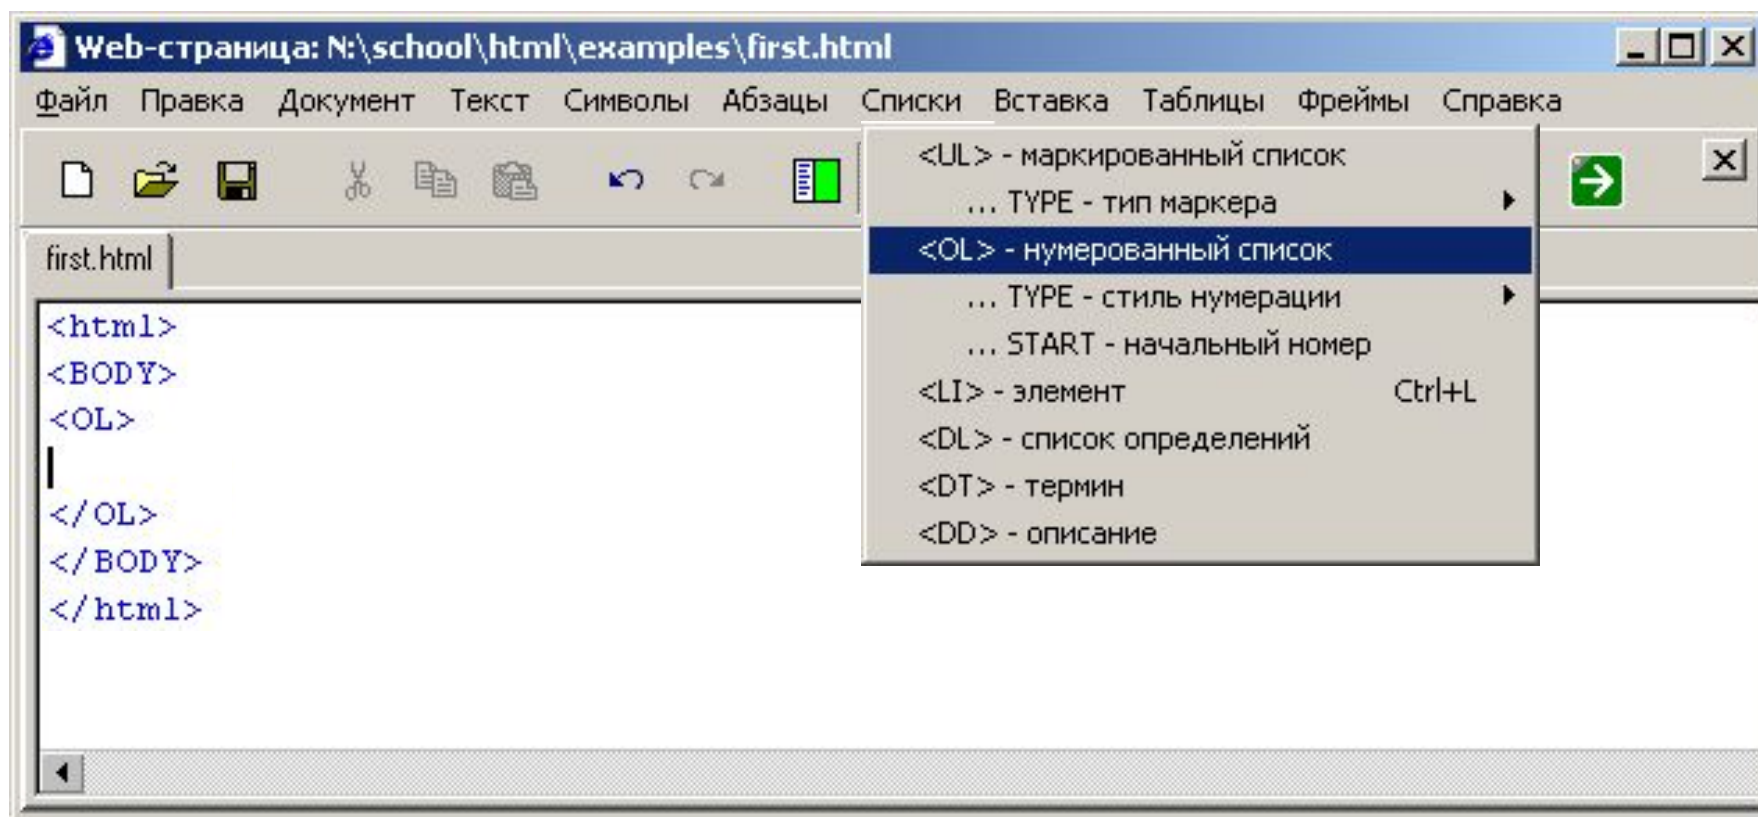 Web-страница: N:\school\html\examples\first.html
Файл Правка Документ Текст Символы Абзацы Списки Вставка Таблицы Фреймы Справка
<UL> - маркированный список
... TYPE - тип маркера
<OL> - нумерованный список
... TYPE - стиль нумерации
... START - начальный номер
<LI> - элемент Ctrl+L
<DL> - список определений
<DT> - термин
<DD> - описание
first.html
<html>
<BODY>
<OL>
</OL>
</BODY>
</html>